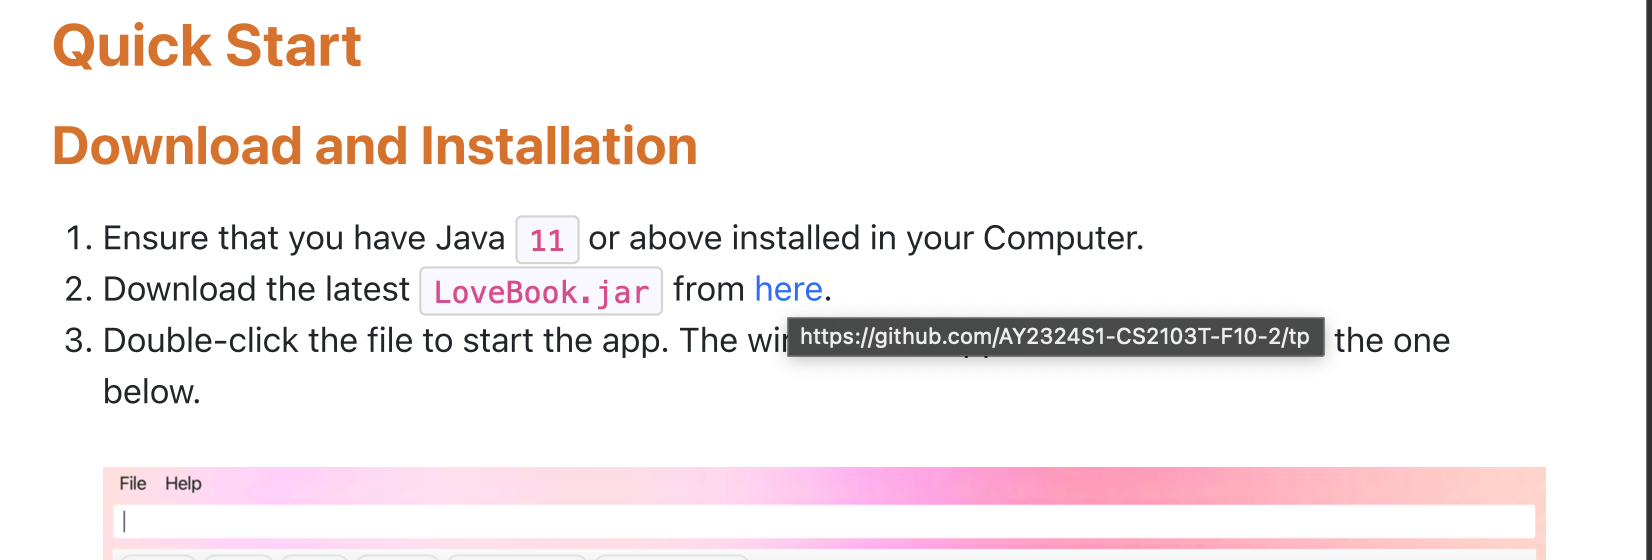 Quick Start
Download and Installation
1. Ensure that you have Java 11 or above installed in your Computer.
2. Download the latest LoveBook.jar from here.
3. Double-click the file to start the app. The the one
https://github.com/AY2324S1-CS2103T-F10-2/tp
below.
File Help